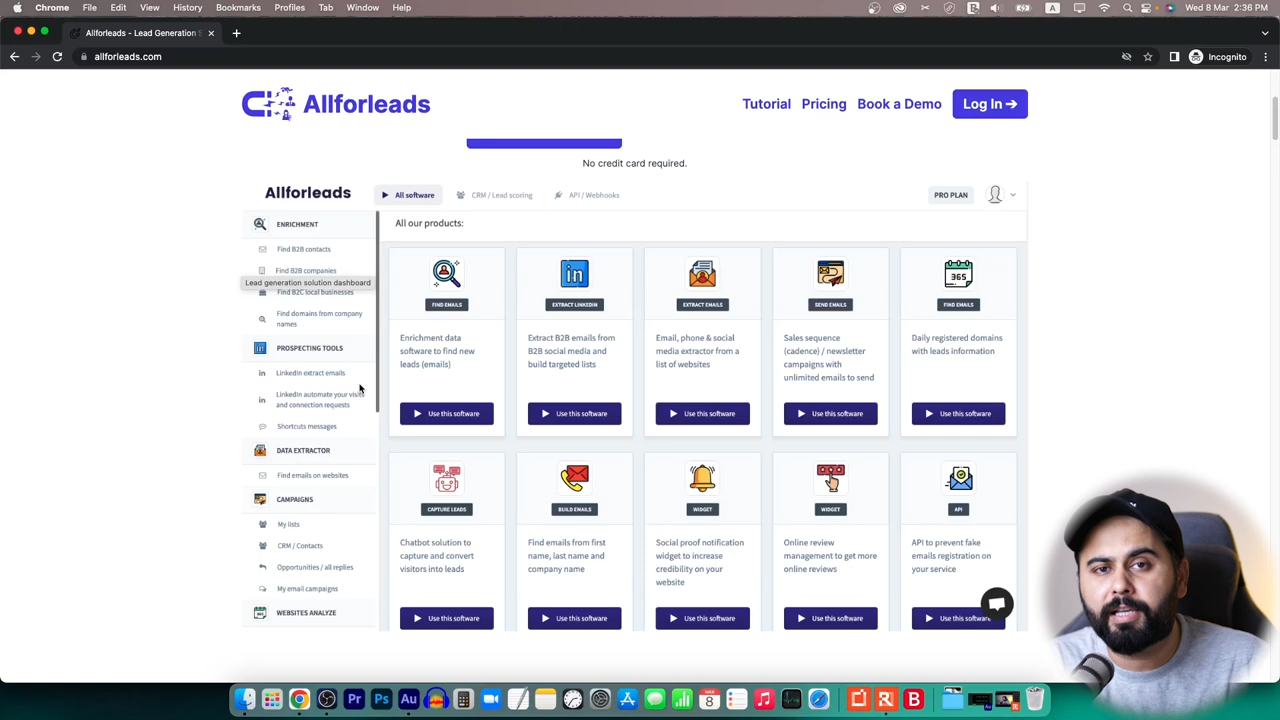 Chrome File Edit View History Bookmarks Profiles Tab Window Help
A Wed 8 Mar 2:36 PM
Allforleads - Lead Generation S
allforleads.com
Incognito
Allforleads
Tutorial Pricing Book a Demo Log In
No credit card required.
Allforleads
All software CRM / Lead scoring API / Webhooks PRO PLAN
ENRICHMENT
Find B2B contacts
Find B2B companies
Lead generation solution dashboard
Find B2C local businesses
Find domains from company
names
PROSPECTING TOOLS
LinkedIn extract emails
LinkedIn automate your visits
and connection requests
Shortcuts messages
DATA EXTRACTOR
Find emails on websites
CAMPAIGNS
My lists
CRM / Contacts
Opportunities / all replies
My email campaigns
WEBSITES ANALYZE
All our products:
FIND EMAILS
Enrichment data
software to find new
leads (emails)
Use this software
in
EXTRACT LINKEDIN
Extract B2B emails from
B2B social media and
build targeted lists
Use this software
EXTRACT EMAILS
Email, phone & social
media extractor from a
list of websites
Use this software
SEND EMAILS
Sales sequence
(cadence) / newsletter
campaigns with
unlimited emails to send
Use this software
365
FIND EMAILS
Daily registered domains
with leads information
Use this software
CAPTURE LEADS
Chatbot solution to
capture and convert
visitors into leads
Use this software
BUILD EMAILS
Find emails from first
name, last name and
company name
Use this software
WIDGET
Social proof notification
widget to increase
credibility on your
website
Use this software
WIDGET
Online review
management to get more
online reviews
Use this software
API
API to prevent fake
emails registration on
your service
Use this software
Pr Ps Au 8 B